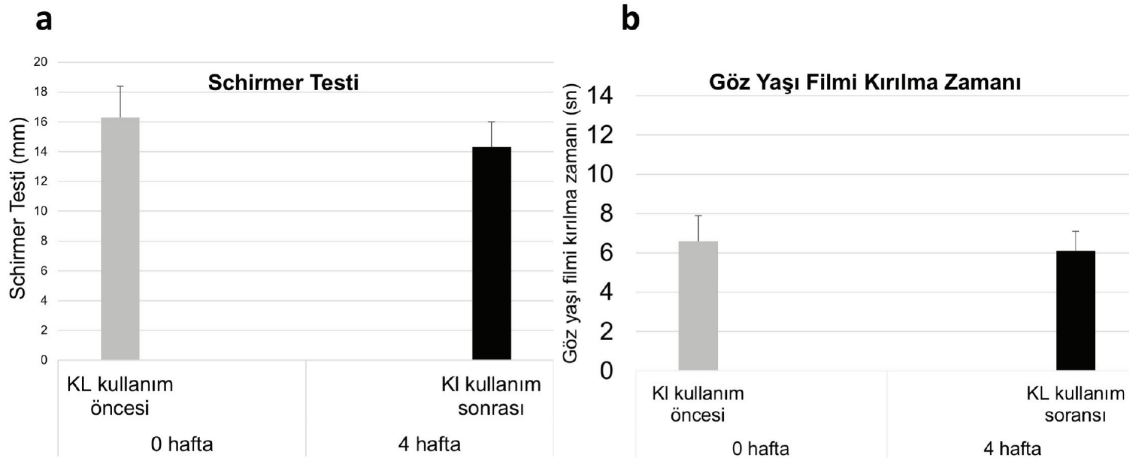 a
Schirmer Testi
Schirmer Testi (mm)
20
18
16
14
12
10
8
6
4
2
0
KL kullanım
öncesi
KI kullanım
sonrası
0 hafta
4 hafta
b
Göz Yaşı Filmi Kırılma Zamanı
Göz yaşı filmi kırılma zamanı (sn)
14
12
10
8
6
4
2
0
KI kullanım
öncesi
KL kullanım
soransı
0 hafta
4 hafta